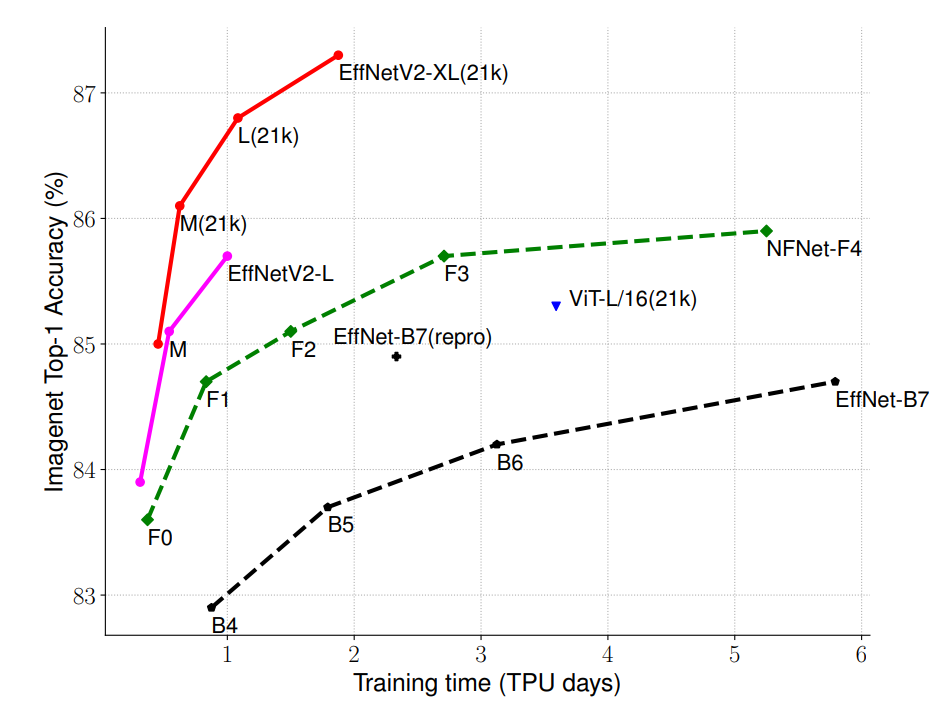 87
86
85
84
83
Imagenet Top-1 Accuracy (%)
EffNetV2-XL(21k)
L(21k)
M(21k)
EffNetV2-L
M
NFNet-F4
F3
F2
F1
F0
ViT-L/16(21k)
EffNet-B7(repro)
EffNet-B7
B6
B5
B4
1 2 3 4 5 6
Training time (TPU days)